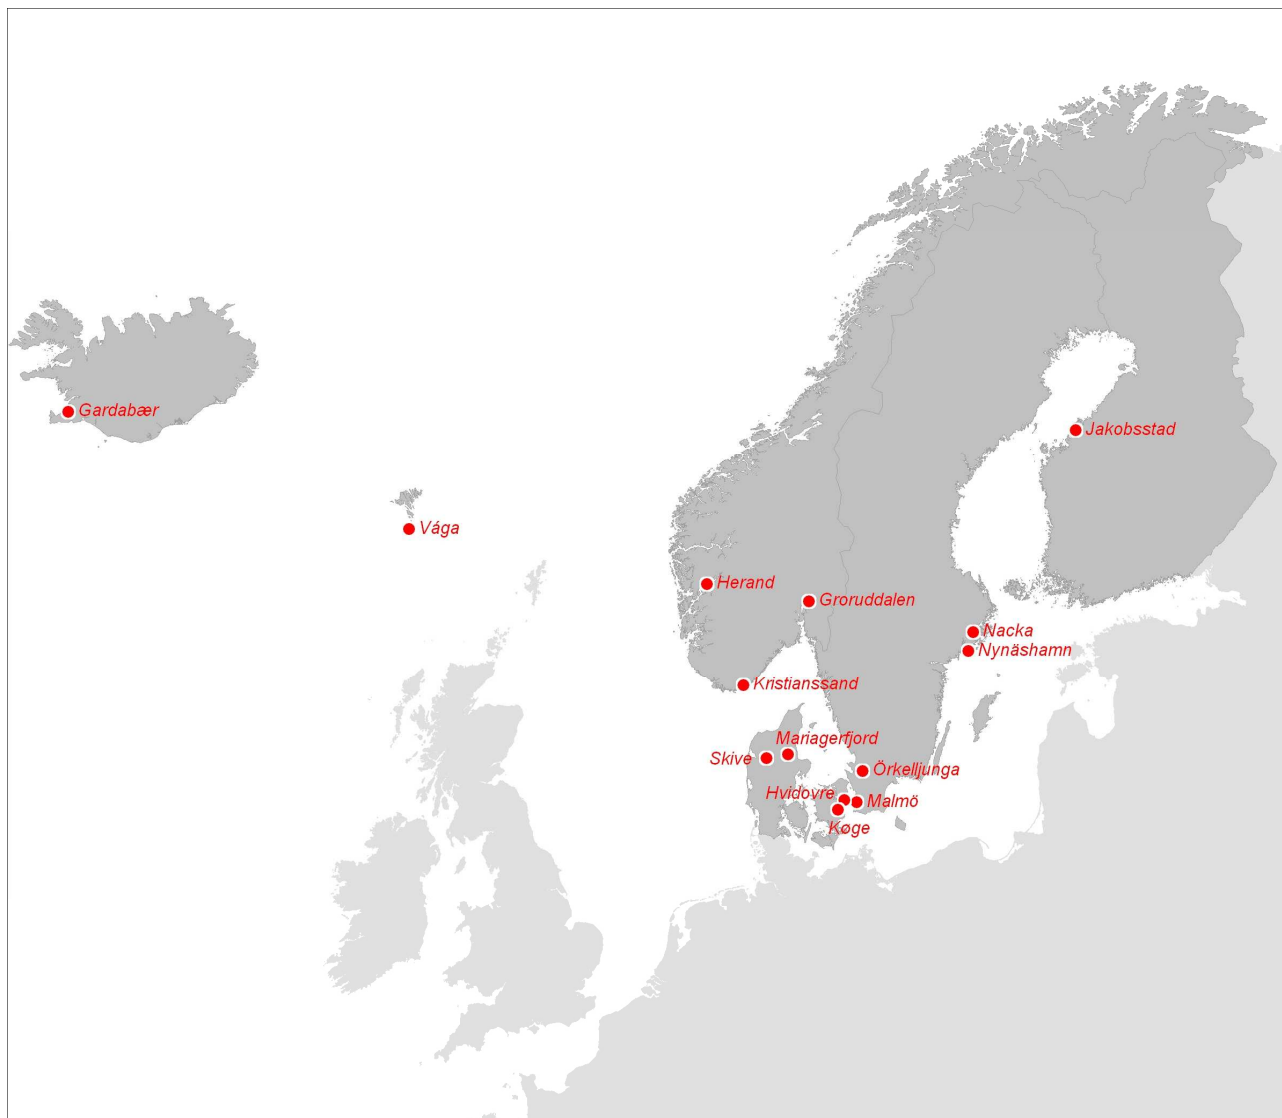 Gardabær
Jakobsstad
Vága
Herand
Groruddalen
Nacka
Nynäshamn
Kristianssand
Mariagerfjord
Skive
Örkelljunga
Hvidovre
Malmö
Køge